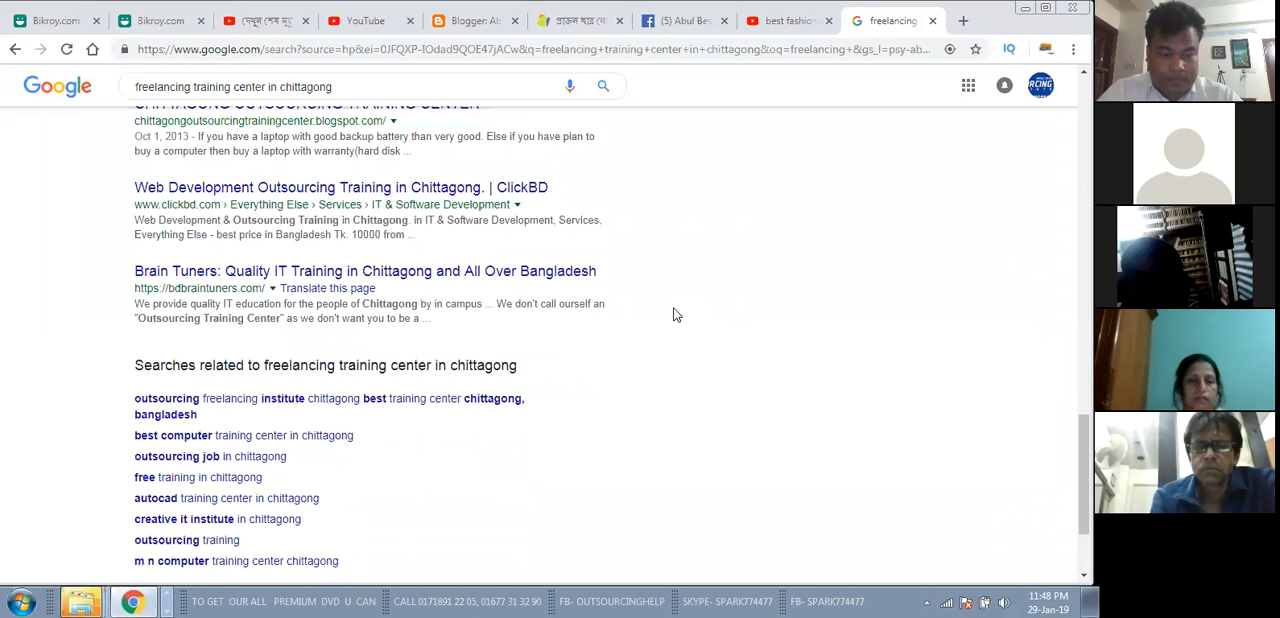 Bikroy.com
Bikroy.com
দেখুন শেষ মুহূ
YouTube
Blogger: Ab
প্রাক্তন ছাত্র নে
(5) Abul Be
best fashion
freelancing
https://www.google.com/search?source=hp&ei=0JFQXP-IOdad9QOE47jACw&q=freelancing+training+center+in+chittagong&oq=freelancing+&gs_l=psy-ab...
IQ
Google
freelancing training center in chittagong
RCING
CHITTAGONG OUTSOURCING TRAINING CENTER
chittagongoutsourcingtrainingcenter.blogspot.com/
Oct 1, 2013 - If you have a laptop with good backup battery than very good. Else if you have plan to
buy a computer then buy a laptop with warranty(hard disk ...
Web Development Outsourcing Training in Chittagong. | ClickBD
www.clickbd.com › Everything Else › Services › IT & Software Development
Web Development & Outsourcing Training in Chittagong. in IT & Software Development, Services,
Everything Else - best price in Bangladesh Tk. 10000 from ...
Brain Tuners: Quality IT Training in Chittagong and All Over Bangladesh
https://bdbraintuners.com/ Translate this page
We provide quality IT education for the people of Chittagong by in campus ... We don't call ourself an
"Outsourcing Training Center" as we don't want you to be a ...
Searches related to freelancing training center in chittagong
outsourcing freelancing institute chittagong best training center chittagong,
bangladesh
best computer training center in chittagong
outsourcing job in chittagong
free training in chittagong
autocad training center in chittagong
creative it institute in chittagong
outsourcing training
m n computer training center chittagong
TO GET OUR ALL PREMIUM DVD U CAN
CALL 0171891 22 05, 01677 31 32 90
FB- OUTSOURCINGHELP
SKYPE- SPARK774477
FB- SPARK774477
11:48 PM
29-Jan-19